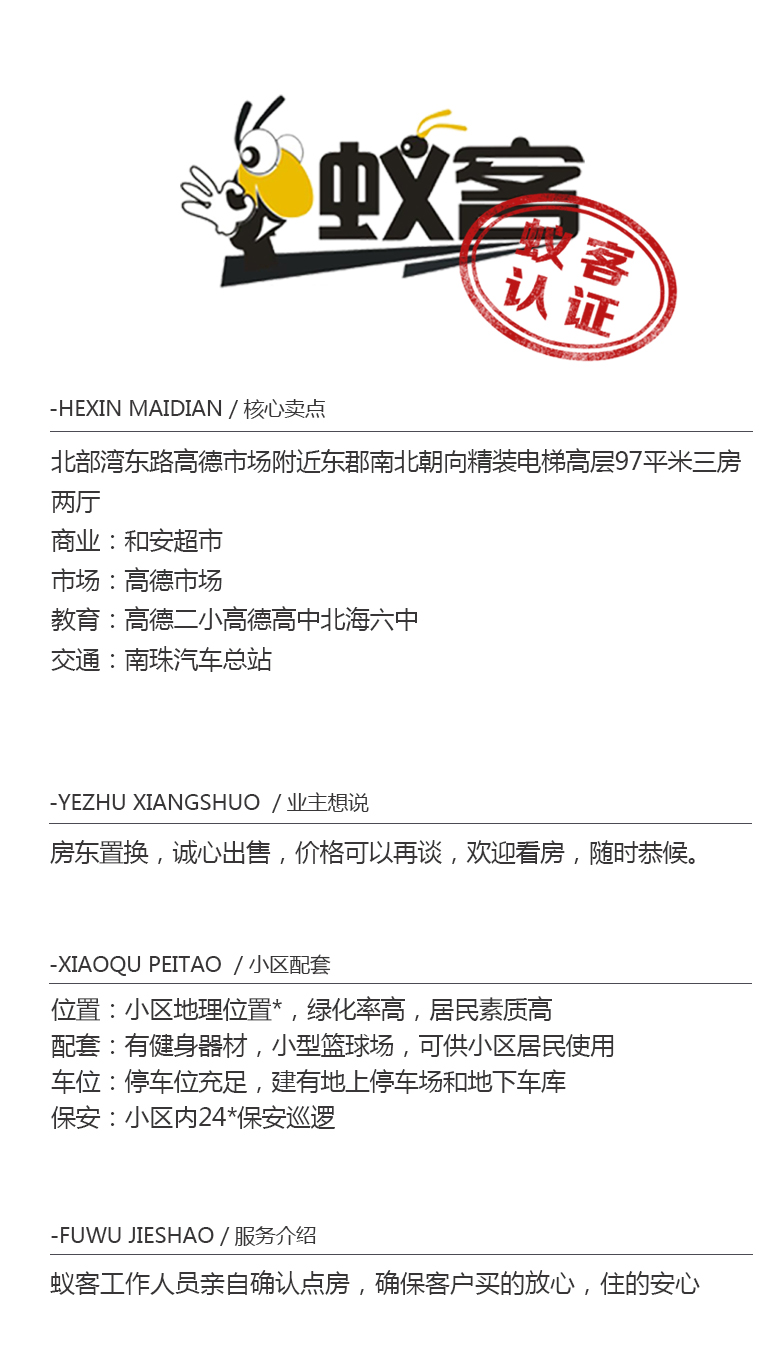 蚁客
蚁客
认证
-HEXIN MAIDIAN / 核心卖点
北部湾东路高德市场附近东郡南北朝向精装电梯高层97平米三房
两厅
商业：和安超市
市场：高德市场
教育：高德二小高德高中北海六中
交通：南珠汽车总站
-YEZHU XIANGSHUO / 业主想说
房东置换，诚心出售，价格可以再谈，欢迎看房，随时恭候。
-XIAOQU PEITAO / 小区配套
位置：小区地理位置*，绿化率高，居民素质高
配套：有健身器材，小型篮球场，可供小区居民使用
车位：停车位充足，建有地上停车场和地下车库
保安：小区内24*保安巡逻
-FUWU JIESHAO / 服务介绍
蚁客工作人员亲自确认点房，确保客户买的放心，住的安心